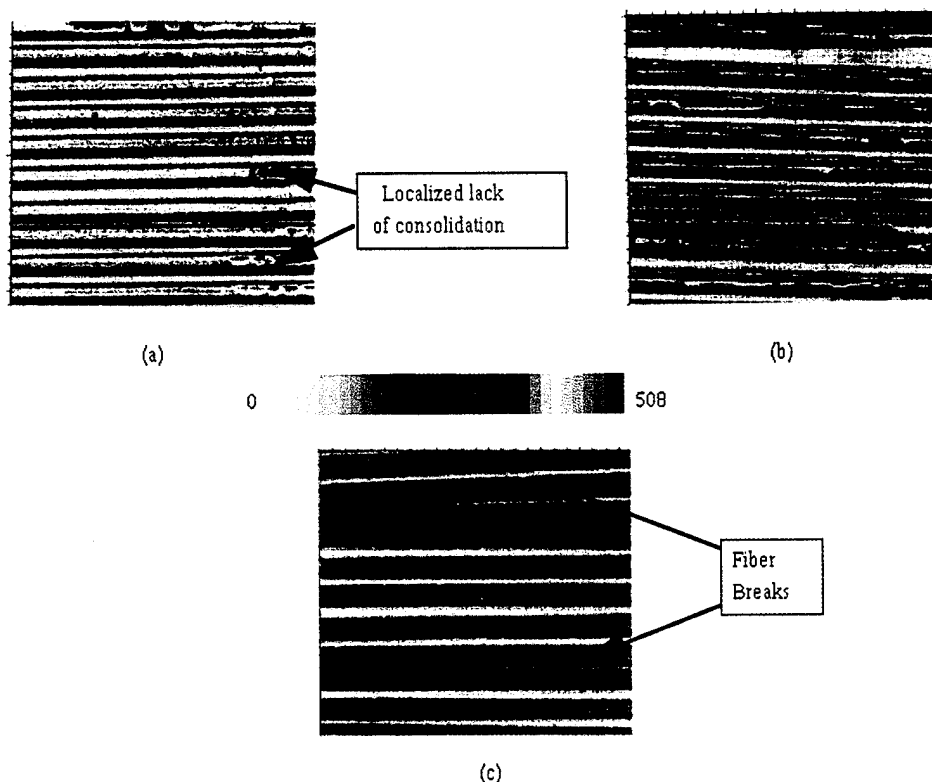 Localized lack
of consolidation
(a)
(b)
0
508
Fiber
Breaks
(c)